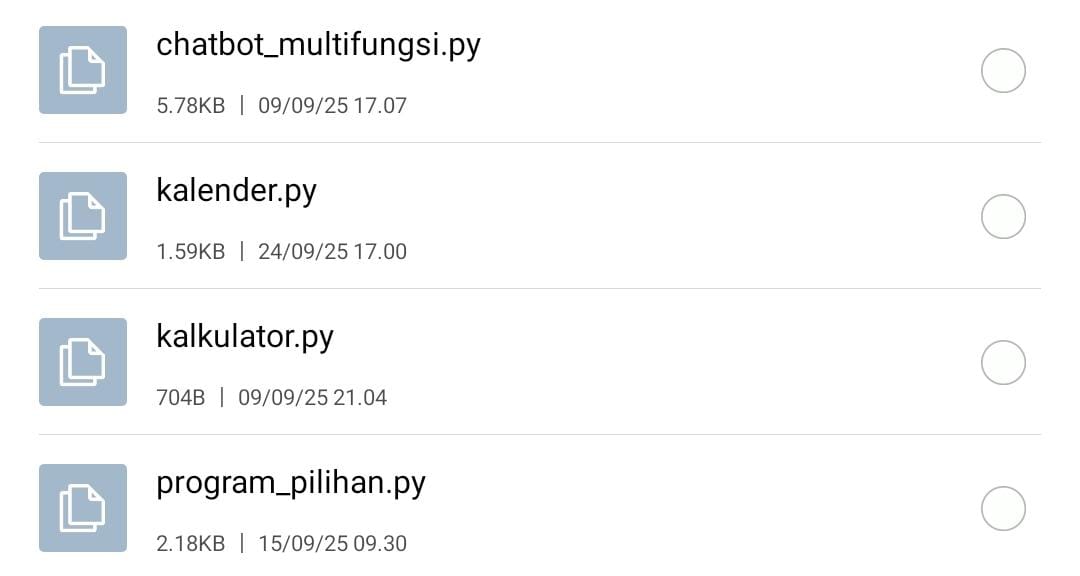 chatbot_multifungsi.py
5.78KB | 09/09/25 17.07
kalender.py
1.59KB | 24/09/25 17.00
kalkulator.py
704B | 09/09/25 21.04
program_pilihan.py
2.18KB | 15/09/25 09.30